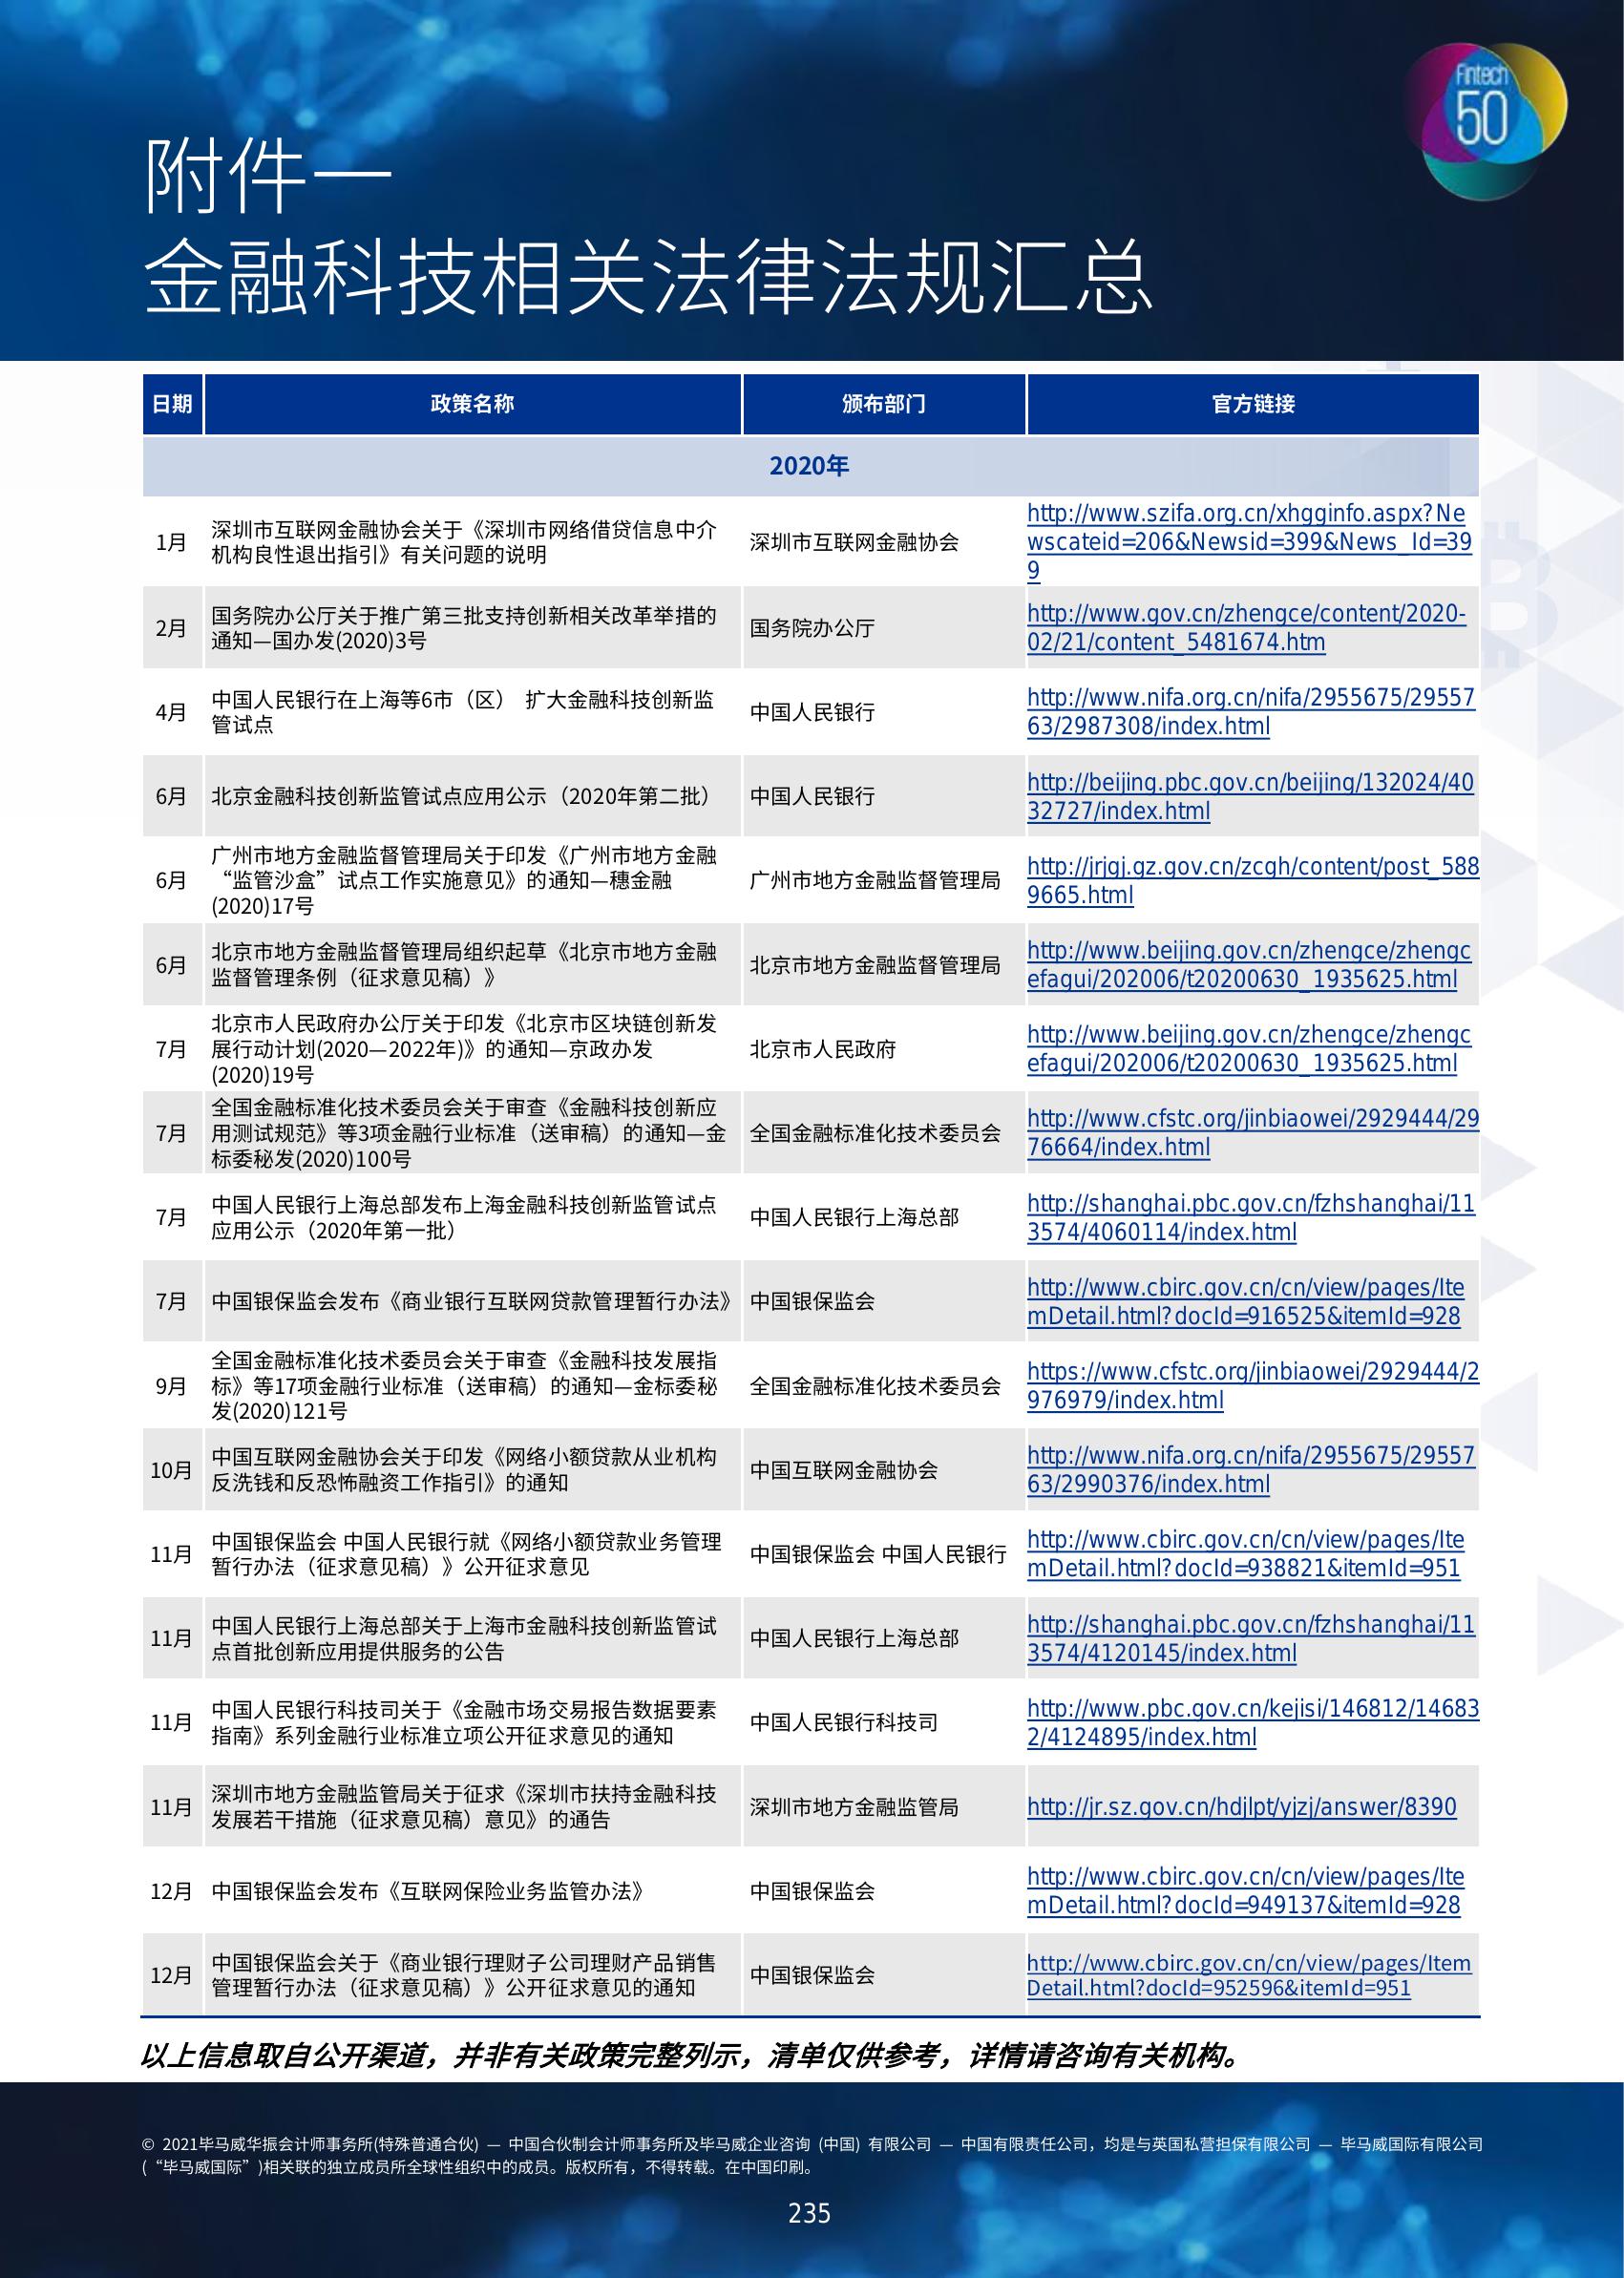 Fintech
50
附件一
金融科技相关法律法规汇总
日期 政策名称 颁布部门 官方链接
2020年
1月
深圳市互联网金融协会关于《深圳市网络借贷信息中介
机构良性退出指引》有关问题的说明
深圳市互联网金融协会
http://www.szifa.org.cn/xhgginfo.aspx?Ne
wscateid=206&Newsid=399&News_Id=39
9
2月
国务院办公厅关于推广第三批支持创新相关改革举措的
通知—国办发(2020)3号
国务院办公厅
http://www.gov.cn/zhengce/content/2020-
02/21/content_5481674.htm
4月
中国人民银行在上海等6市（区） 扩大金融科技创新监
管试点
中国人民银行
http://www.nifa.org.cn/nifa/2955675/29557
63/2987308/index.html
6月
北京金融科技创新监管试点应用公示（2020年第二批）
中国人民银行
http://beijing.pbc.gov.cn/beijing/132024/40
32727/index.html
6月
广州市地方金融监督管理局关于印发《广州市地方金融
“监管沙盒”试点工作实施意见》的通知—穗金融
(2020)17号
广州市地方金融监督管理局
http://jrjgj.gz.gov.cn/zcgh/content/post_588
9665.html
6月
北京市地方金融监督管理局组织起草《北京市地方金融
监督管理条例（征求意见稿）》
北京市地方金融监督管理局
http://www.beijing.gov.cn/zhengce/zhengc
efagui/202006/t20200630_1935625.html
7月
北京市人民政府办公厅关于印发《北京市区块链创新发
展行动计划(2020—2022年)》的通知—京政办发
(2020)19号
北京市人民政府
http://www.beijing.gov.cn/zhengce/zhengc
efagui/202006/t20200630_1935625.html
7月
全国金融标准化技术委员会关于审查《金融科技创新应
用测试规范》等3项金融行业标准（送审稿）的通知—金
标委秘发(2020)100号
全国金融标准化技术委员会
http://www.cfstc.org/jinbiaowei/2929444/29
76664/index.html
7月
中国人民银行上海总部发布上海金融科技创新监管试点
应用公示（2020年第一批）
中国人民银行上海总部
http://shanghai.pbc.gov.cn/fzhshanghai/11
3574/4060114/index.html
7月
中国银保监会发布《商业银行互联网贷款管理暂行办法》
中国银保监会
http://www.cbirc.gov.cn/cn/view/pages/Ite
mDetail.html?docId=916525&itemId=928
9月
全国金融标准化技术委员会关于审查《金融科技发展指
标》等17项金融行业标准（送审稿）的通知—金标委秘
发(2020)121号
全国金融标准化技术委员会
https://www.cfstc.org/jinbiaowei/2929444/2
976979/index.html
10月
中国互联网金融协会关于印发《网络小额贷款从业机构
反洗钱和反恐怖融资工作指引》的通知
中国互联网金融协会
http://www.nifa.org.cn/nifa/2955675/29557
63/2990376/index.html
11月
中国银保监会 中国人民银行就《网络小额贷款业务管理
暂行办法（征求意见稿）》公开征求意见
中国银保监会 中国人民银行
http://www.cbirc.gov.cn/cn/view/pages/Ite
mDetail.html?docId=938821&itemId=951
11月
中国人民银行上海总部关于上海市金融科技创新监管试
点首批创新应用提供服务的公告
中国人民银行上海总部
http://shanghai.pbc.gov.cn/fzhshanghai/11
3574/4120145/index.html
11月
中国人民银行科技司关于《金融市场交易报告数据要素
指南》系列金融行业标准立项公开征求意见的通知
中国人民银行科技司
http://www.pbc.gov.cn/kejisi/146812/14683
2/4124895/index.html
11月
深圳市地方金融监管局关于征求《深圳市扶持金融科技
发展若干措施（征求意见稿）意见》的通告
深圳市地方金融监管局
http://jr.sz.gov.cn/hdjlpt/yjzj/answer/8390
12月
中国银保监会发布《互联网保险业务监管办法》
中国银保监会
http://www.cbirc.gov.cn/cn/view/pages/Ite
mDetail.html?docId=949137&itemId=928
12月
中国银保监会关于《商业银行理财子公司理财产品销售
管理暂行办法（征求意见稿）》公开征求意见的通知
中国银保监会
http://www.cbirc.gov.cn/cn/view/pages/Item
Detail.html?docId=952596&itemId=951
以上信息取自公开渠道，并非有关政策完整列示，清单仅供参考，详情请咨询有关机构。
© 2021毕马威华振会计师事务所(特殊普通合伙) — 中国合伙制会计师事务所及毕马威企业咨询 (中国) 有限公司 — 中国有限责任公司，均是与英国私营担保有限公司 — 毕马威国际有限公司
(“毕马威国际”)相关联的独立成员所全球性组织中的成员。版权所有，不得转载。在中国印刷。
235